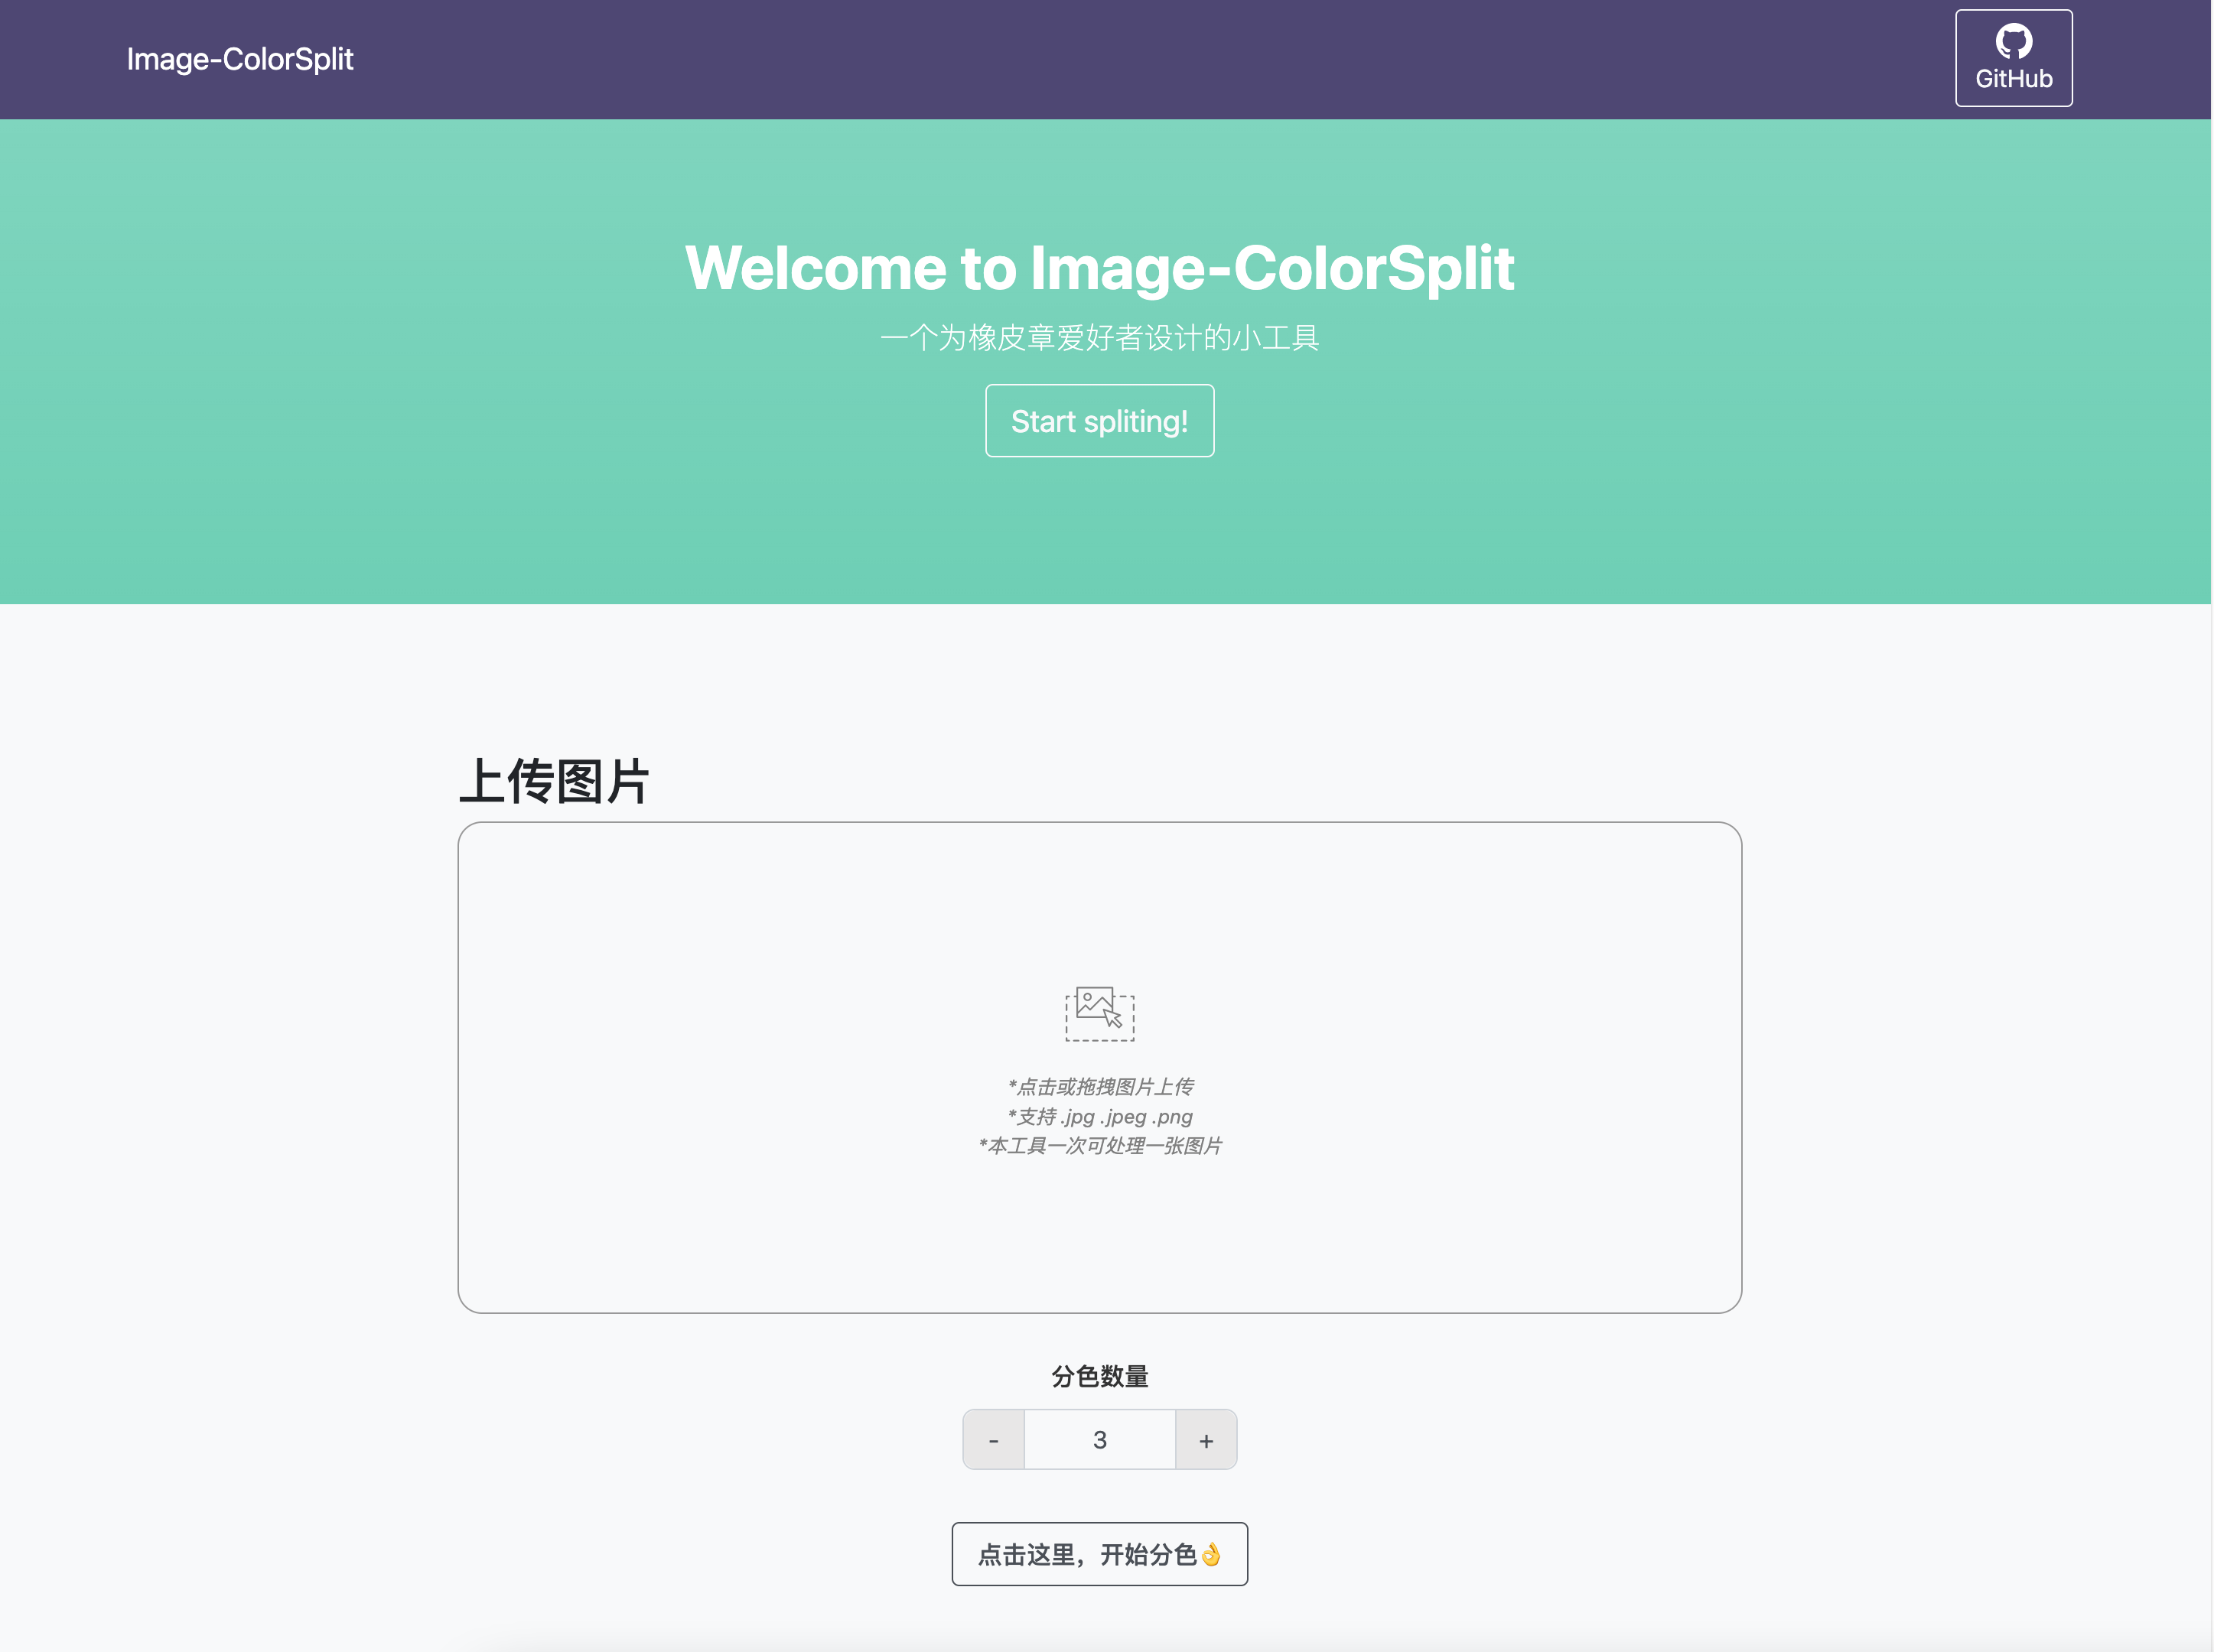 Image-ColorSplit
GitHub
Welcome to Image-ColorSplit
一个为橡皮章爱好者设计的小工具
Start spliting!
上传图片
*点击或拖拽图片上传
*支持 .jpg .jpeg .png
*本工具一次可处理一张图片
分色数量
- 3 +
点击这里，开始分色👌